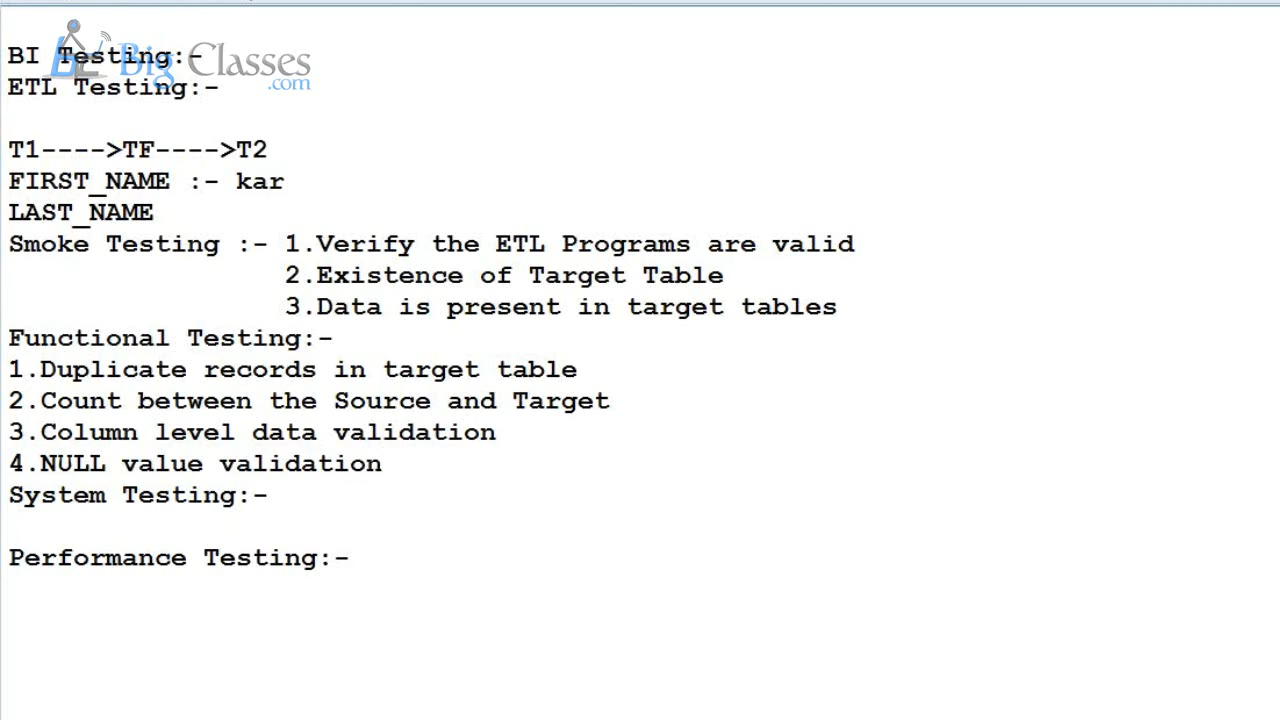 BI Testing:-
Big Classes
.com
ETL Testing:-
T1---->TF---->T2
FIRST_NAME :- kar
LAST_NAME
Smoke Testing :- 1.Verify the ETL Programs are valid
2.Existence of Target Table
3.Data is present in target tables
Functional Testing:-
1.Duplicate records in target table
2.Count between the Source and Target
3.Column level data validation
4.NULL value validation
System Testing:-
Performance Testing:-